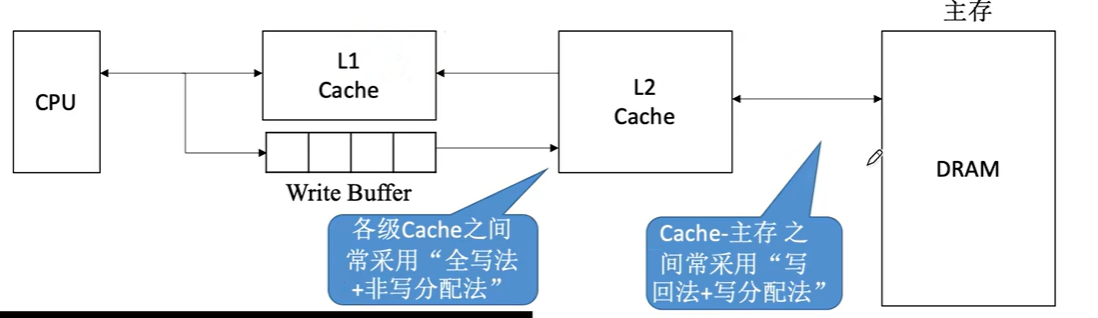 主存
CPU
L1
Cache
L2
Cache
DRAM
Write Buffer
各级Cache之间
常采用“全写法
+非写分配法”
Cache-主存 之
间常采用“写
回法+写分配法”